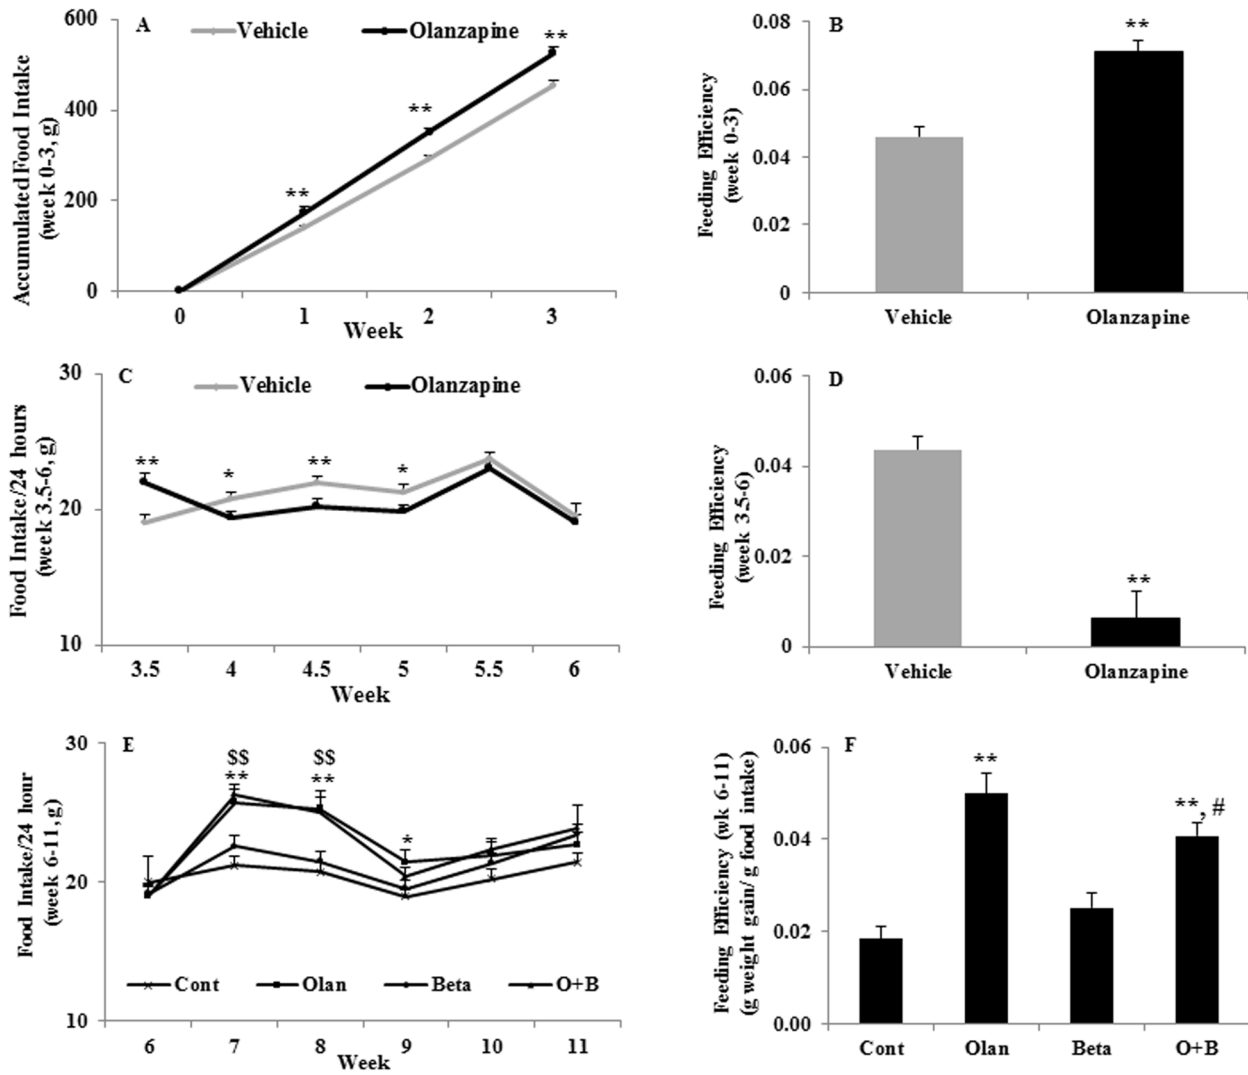 A
Vehicle
Olanzapine
Accumulated Food Intake
(week 0-3, g)
600
400
200
0
**
**
**
0
1
2
3
Week
B
Feeding Efficiency
(week 0-3)
0.08
0.06
0.04
0.02
0
**
Vehicle
Olanzapine
C
Vehicle
Olanzapine
Food Intake/24 hours
(week 3.5-6, g)
30
20
10
**
*
**
*
3.5
4
4.5
5
5.5
6
Week
D
Feeding Efficiency
(week 3.5-6)
0.06
0.04
0.02
0
**
Vehicle
Olanzapine
E
Food Intake/24 hour
(week 6-11, g)
30
20
10
$$
**
$$
**
*
Cont
Olan
Beta
O+B
6
7
8
9
10
11
Week
F
Feeding Efficiency (wk 6-11)
(g weight gain/ g food intake)
0.06
0.04
0.02
0.00
**
**, #
Cont
Olan
Beta
O+B